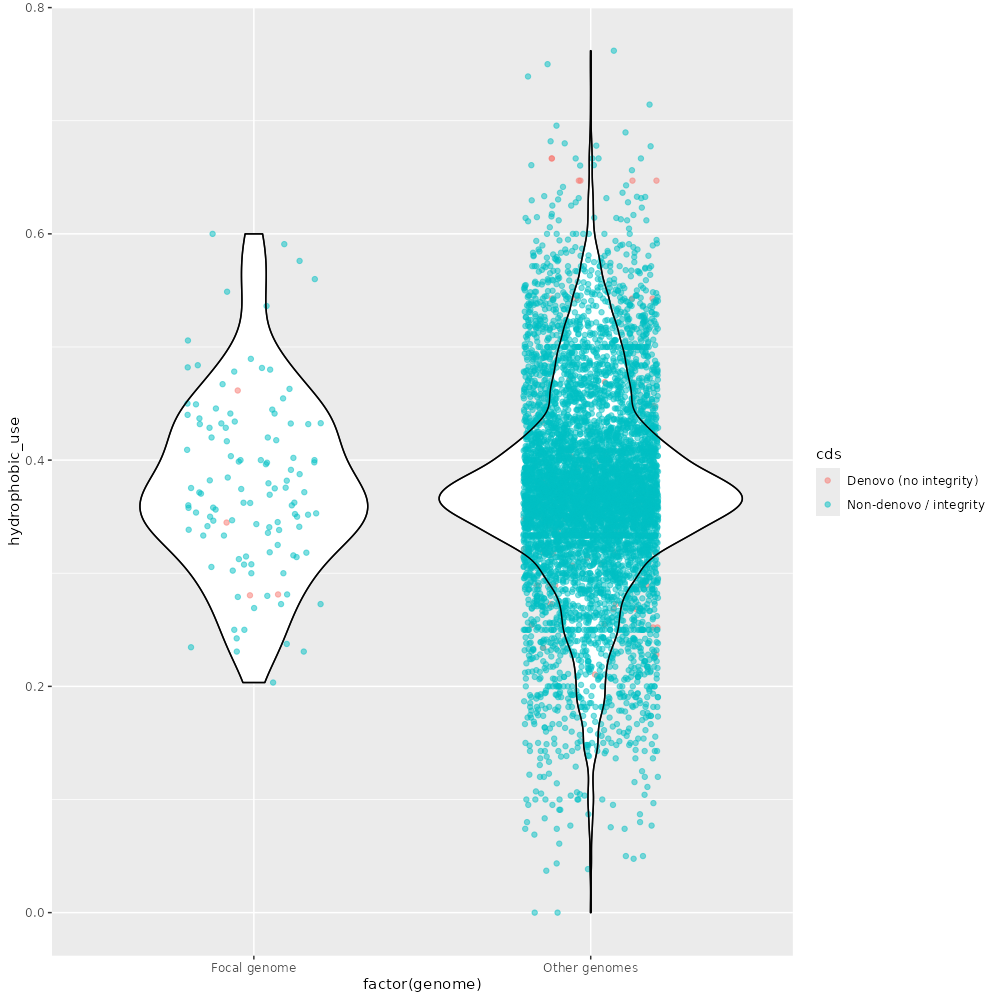 0.8
0.6
0.4
0.2
0.0
hydrophobic_use
Focal genome
Other genomes
factor(genome)
cds
Denovo (no integrity)
Non-denovo / integrity